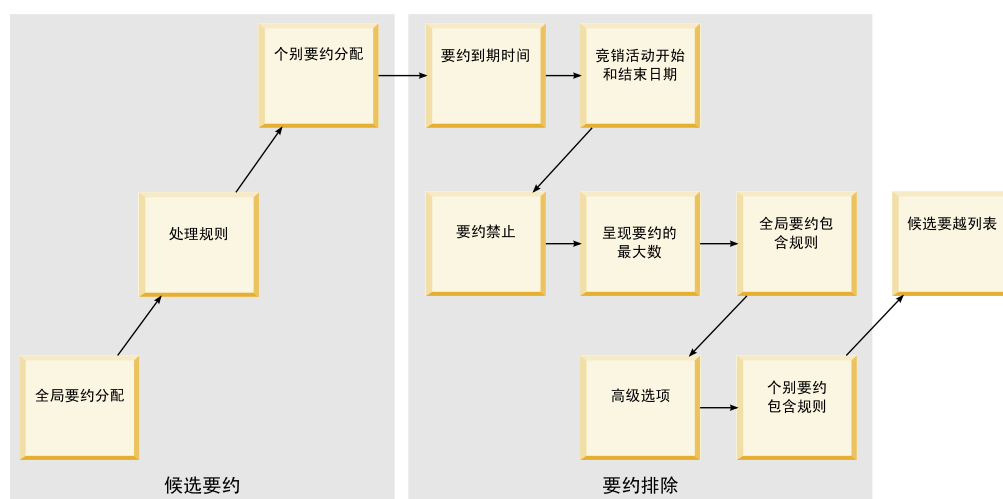 个别要约分配
要约到期时间
竞销活动开始
和结束日期
处理规则
要约禁止
呈现要约的
最大数
全局要约包
含规则
候选要越列表
全局要约分配
高级选项
个别要约
包含规则
候选要约
要约排除